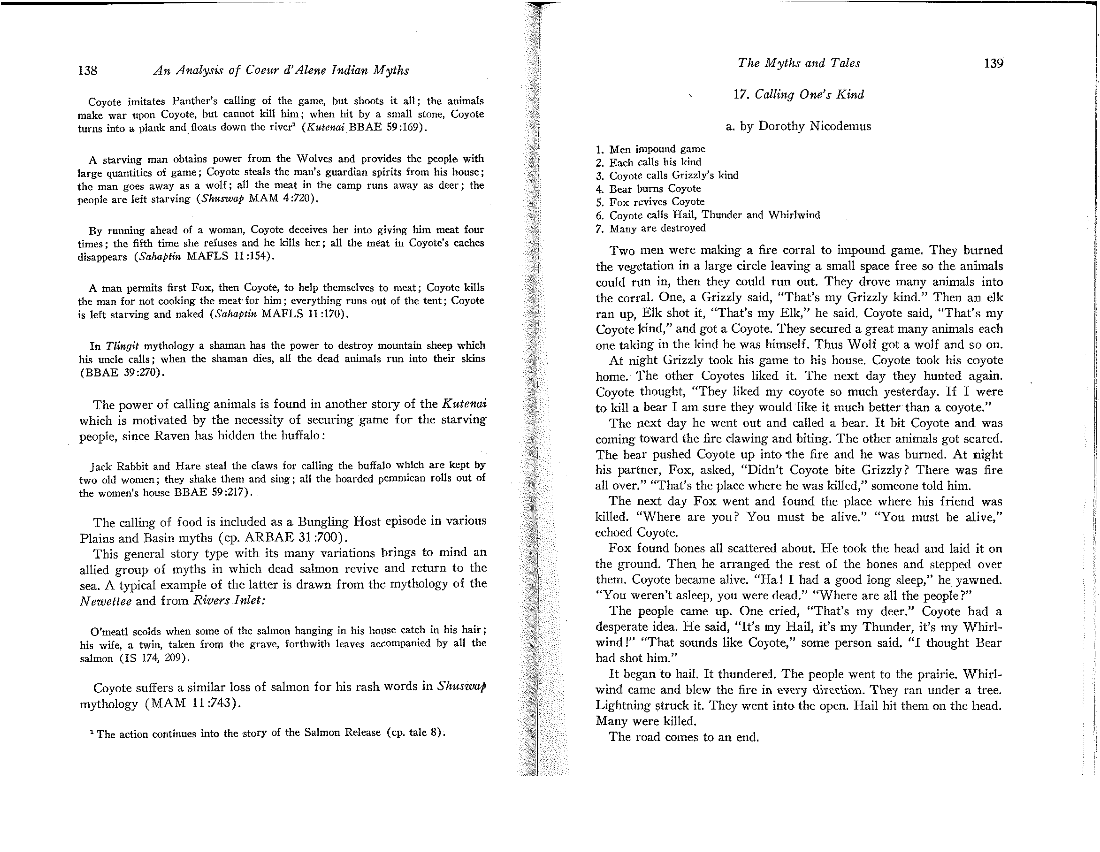 138 An Analysis of Coeur d'Alene Indian Myths
Coyote imitates Panther's calling of the game, but shoots it all; the animals
make war upon Coyote, but cannot kill him; when hit by a small stone, Coyote
turns into a plank and floats down the river² (Kutenai BBAE 59:169).
A starving man obtains power from the Wolves and provides the people with
large quantities of game; Coyote steals the man's guardian spirits from his house;
the man goes away as a wolf; all the meat in the camp runs away as deer; the
people are left starving (Shuswap MAM 4:720).
By running ahead of a woman, Coyote deceives her into giving him meat four
times; the fifth time she refuses and he kills her; all the meat in Coyote's caches
disappears (Sahaptin MAFLS 11:154).
A man permits first Fox, then Coyote, to help themselves to meat; Coyote kills
the man for not cooking the meat for him; everything runs out of the tent; Coyote
is left starving and naked (Sahaptin MAFLS 11:170).
In Tlingit mythology a shaman has the power to destroy mountain sheep which
his uncle calls; when the shaman dies, all the dead animals run into their skins
(BBAE 39:270).
The power of calling animals is found in another story of the Kutenai
which is motivated by the necessity of securing game for the starving
people, since Raven has hidden the buffalo:
Jack Rabbit and Hare steal the claws for calling the buffalo which are kept by
two old women; they shake them and sing; all the hoarded pemmican rolls out of
the women's house BBAE 59:217).
The calling of food is included as a Bungling Host episode in various
Plains and Basin myths (cp. ARBAE 31:700).
This general story type with its many variations brings to mind an
allied group of myths in which dead salmon revive and return to the
sea. A typical example of the latter is drawn from the mythology of the
Newettee and from Rivers Inlet:
O'meatl scolds when some of the salmon hanging in his house catch in his hair;
his wife, a twin, taken from the grave, forthwith leaves accompanied by all the
salmon (IS 174, 209).
Coyote suffers a similar loss of salmon for his rash words in Shuswap
mythology (MAM 11:743).
² The action continues into the story of the Salmon Release (cp. tale 8).
The Myths and Tales 139
17. Calling One's Kind
a. by Dorothy Nicodemus
1. Men impound game
2. Each calls his kind
3. Coyote calls Grizzly's kind
4. Bear burns Coyote
5. Fox revives Coyote
6. Coyote calls Hail, Thunder and Whirlwind
7. Many are destroyed
Two men were making a fire corral to impound game. They burned
the vegetation in a large circle leaving a small space free so the animals
could run in, then they could run out. They drove many animals into
the corral. One, a Grizzly said, "That's my Grizzly kind." Then an elk
ran up, Elk shot it, "That's my Elk," he said. Coyote said, "That's my
Coyote kind," and got a Coyote. They secured a great many animals each
one taking in the kind he was himself. Thus Wolf got a wolf and so on.
At night Grizzly took his game to his house. Coyote took his coyote
home. The other Coyotes liked it. The next day they hunted again.
Coyote thought, "They liked my coyote so much yesterday. If I were
to kill a bear I am sure they would like it much better than a coyote."
The next day he went out and called a bear. It bit Coyote and was
coming toward the fire clawing and biting. The other animals got scared.
The bear pushed Coyote up into the fire and he was burned. At night
his partner, Fox, asked, "Didn't Coyote bite Grizzly? There was fire
all over." "That's the place where he was killed," someone told him.
The next day Fox went and found the place where his friend was
killed. "Where are you? You must be alive." "You must be alive,"
echoed Coyote.
Fox found bones all scattered about. He took the head and laid it on
the ground. Then he arranged the rest of the bones and stepped over
them. Coyote became alive. "Ha! I had a good long sleep," he yawned.
"You weren't asleep, you were dead." "Where are all the people?"
The people came up. One cried, "That's my deer." Coyote had a
desperate idea. He said, "It's my Hail, it's my Thunder, it's my Whirl-
wind!" "That sounds like Coyote," some person said. "I thought Bear
had shot him."
It began to hail. It thundered. The people went to the prairie. Whirl-
wind came and blew the fire in every direction. They ran under a tree.
Lightning struck it. They went into the open. Hail hit them on the head.
Many were killed.
The road comes to an end.